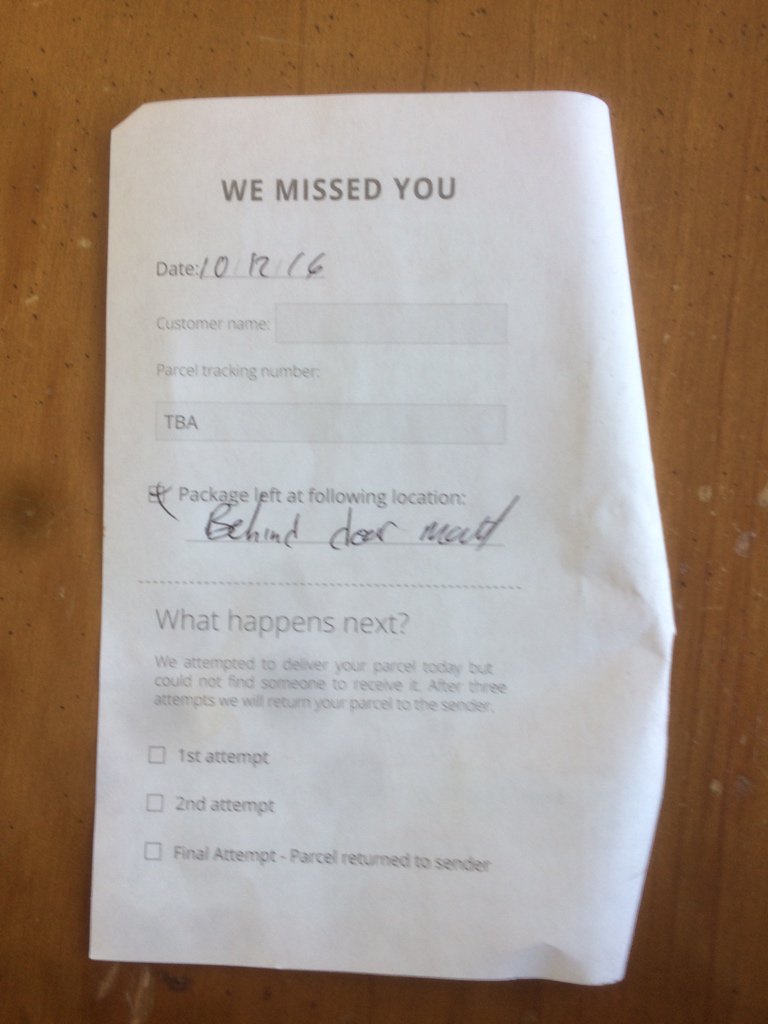 WE MISSED YOU
Date: 10/12/16
Customer name:
Parcel tracking number:
TBA
Package left at following location:
Behind door matt
What happens next?
We attempted to deliver your parcel today but
could not find someone to receive it. After three
attempts we will return your parcel to the sender.
1st attempt
2nd attempt
Final Attempt - Parcel returned to sender